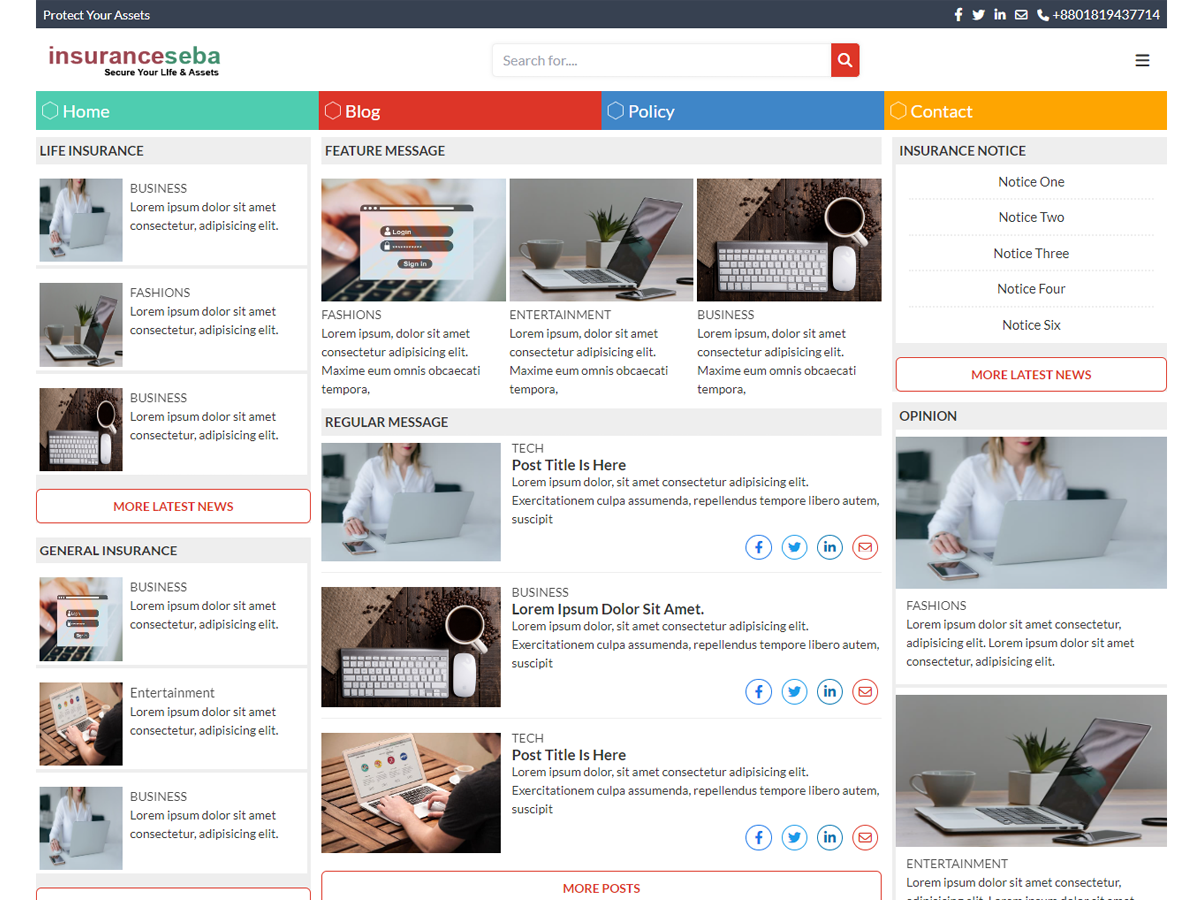 Protect Your Assets
+8801819437714
insuranceseba
Secure Your Life & Assets
Search for....
Home
Blog
Policy
Contact
LIFE INSURANCE
BUSINESS
Lorem ipsum dolor sit amet
consectetur, adipisicing elit.
FASHIONS
Lorem ipsum dolor sit amet
consectetur, adipisicing elit.
BUSINESS
Lorem ipsum dolor sit amet
consectetur, adipisicing elit.
MORE LATEST NEWS
GENERAL INSURANCE
BUSINESS
Lorem ipsum dolor sit amet
consectetur, adipisicing elit.
Entertainment
Lorem ipsum dolor sit amet
consectetur, adipisicing elit.
BUSINESS
Lorem ipsum dolor sit amet
consectetur, adipisicing elit.
FEATURE MESSAGE
Login
Sign In
FASHIONS
Lorem ipsum, dolor sit amet
consectetur adipisicing elit.
Maxime eum omnis obcaecati
tempora,
ENTERTAINMENT
Lorem ipsum, dolor sit amet
consectetur adipisicing elit.
Maxime eum omnis obcaecati
tempora,
BUSINESS
Lorem ipsum, dolor sit amet
consectetur adipisicing elit.
Maxime eum omnis obcaecati
tempora,
REGULAR MESSAGE
TECH
Post Title Is Here
Lorem ipsum dolor, sit amet consectetur adipisicing elit.
Exercitationem culpa assumenda, repellendus tempore libero autem,
suscipit
BUSINESS
Lorem Ipsum Dolor Sit Amet.
Lorem ipsum dolor, sit amet consectetur adipisicing elit.
Exercitationem culpa assumenda, repellendus tempore libero autem,
suscipit
TECH
Post Title Is Here
Lorem ipsum dolor, sit amet consectetur adipisicing elit.
Exercitationem culpa assumenda, repellendus tempore libero autem,
suscipit
MORE POSTS
INSURANCE NOTICE
Notice One
Notice Two
Notice Three
Notice Four
Notice Six
MORE LATEST NEWS
OPINION
FASHIONS
Lorem ipsum dolor sit amet consectetur,
adipisicing elit. Lorem ipsum dolor sit amet
consectetur, adipisicing elit.
ENTERTAINMENT
Lorem ipsum dolor sit amet consectetur,